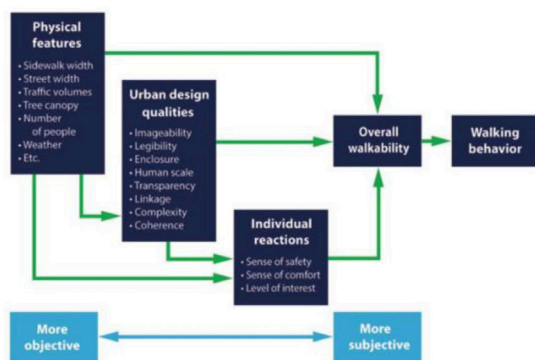 Physical
features
• Sidewalk width
• Street width
• Traffic volumes
• Tree canopy
• Number
of people
• Weather
• Etc.
Urban design
qualities
• Imageability
• Legibility
• Enclosure
• Human scale
• Transparency
• Linkage
• Complexity
• Coherence
Individual
reactions
• Sense of safety
• Sense of comfort
• Level of interest
Overall
walkability
Walking
behavior
More
objective
More
subjective